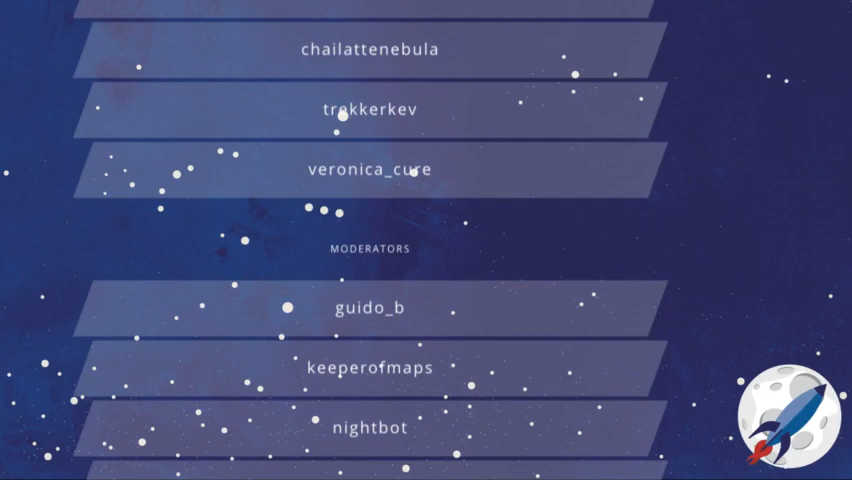 chailattenebula
trekkerkev
veronica_cure
MODERATORS
guido_b
keeperofmaps
nightbot